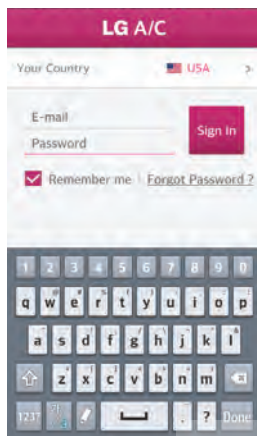 LG A/C
Your Country USA >
E-mail
Sign In
Password
Remember me | Forgot Password ?
1 2 3 4 5 6 7 8 9 0
q w e r t y u i o p
a s d f g h j k l
z x c v b n m
123? . ? Done